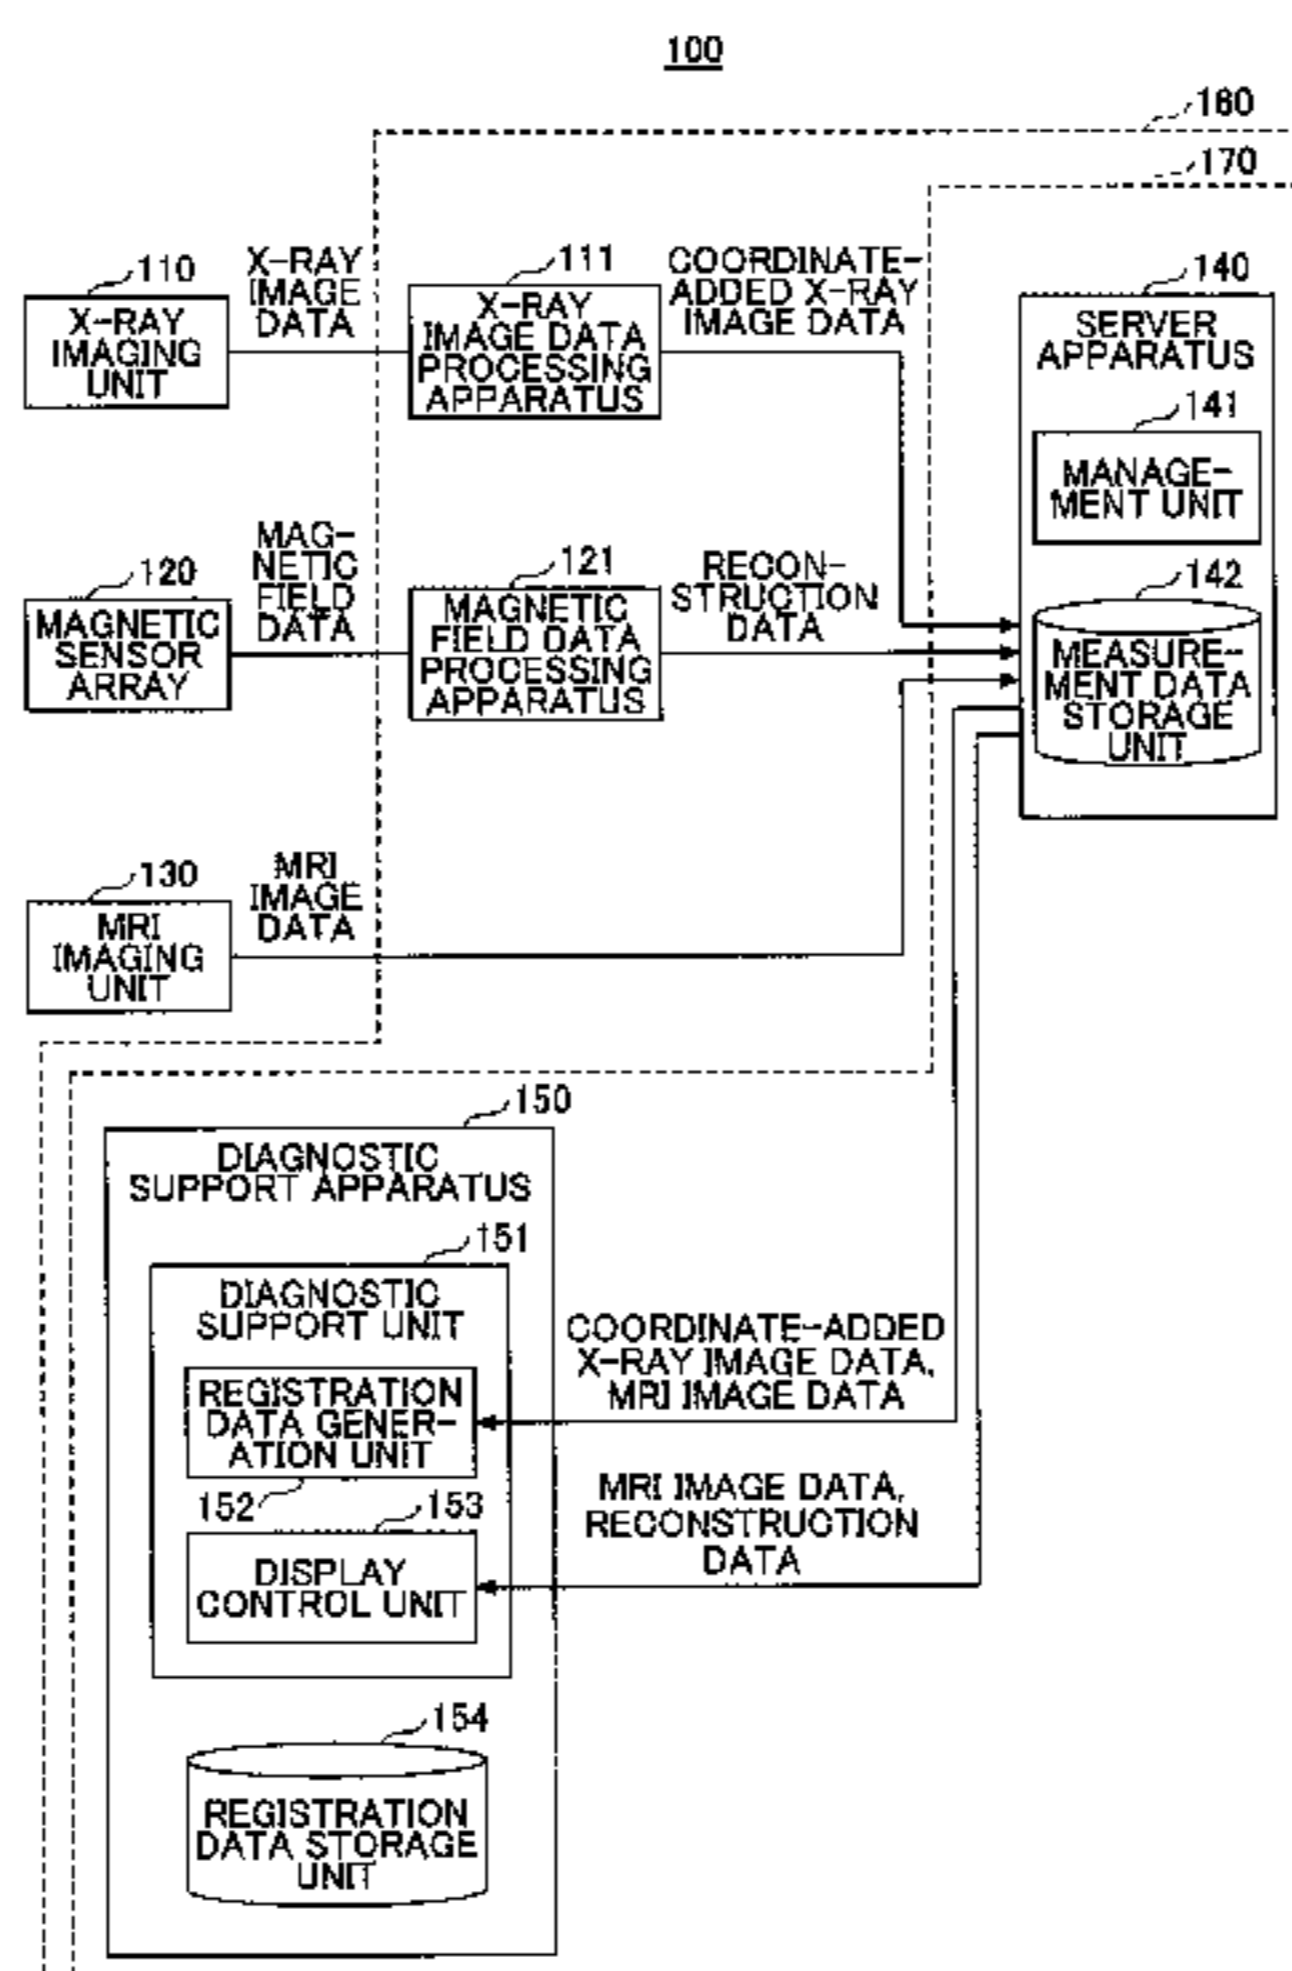 100
160
170
110
X-RAY
IMAGING
UNIT
X-RAY
IMAGE
DATA
111
X-RAY
IMAGE DATA
PROCESSING
APPARATUS
COORDINATE-
ADDED X-RAY
IMAGE DATA
140
SERVER
APPARATUS
141
MANAGE-
MENT UNIT
120
MAGNETIC
SENSOR
ARRAY
MAG-
NETIC
FIELD
DATA
121
MAGNETIC
FIELD DATA
PROCESSING
APPARATUS
RECON-
STRUCTION
DATA
142
MEASURE-
MENT DATA
STORAGE
UNIT
130
MRI
IMAGING
UNIT
MRI
IMAGE
DATA
150
DIAGNOSTIC
SUPPORT APPARATUS
151
DIAGNOSTIC
SUPPORT UNIT
REGISTRATION
DATA GENER-
ATION UNIT
152
COORDINATE-ADDED
X-RAY IMAGE DATA,
MRI IMAGE DATA
153
DISPLAY
CONTROL UNIT
MRI IMAGE DATA,
RECONSTRUCTION
DATA
154
REGISTRATION
DATA STORAGE
UNIT